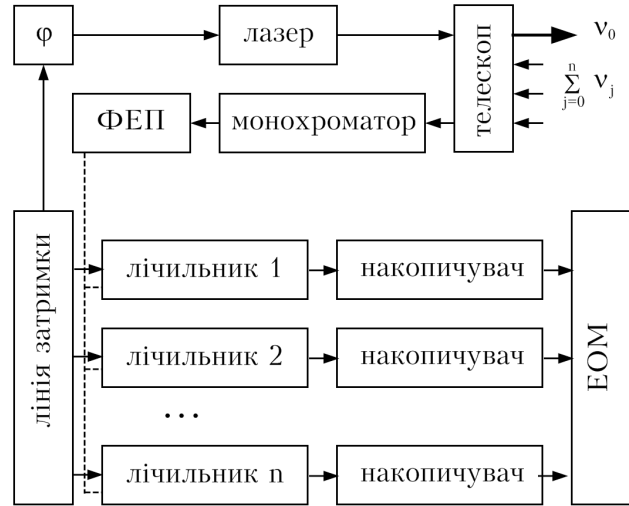 φ
лазер
телескоп
ν₀
n
∑ νⱼ
j=0
ФЕП
монохроматор
лінія затримки
лічильник 1
накопичувач
лічильник 2
накопичувач
...
лічильник n
накопичувач
ЕОМ